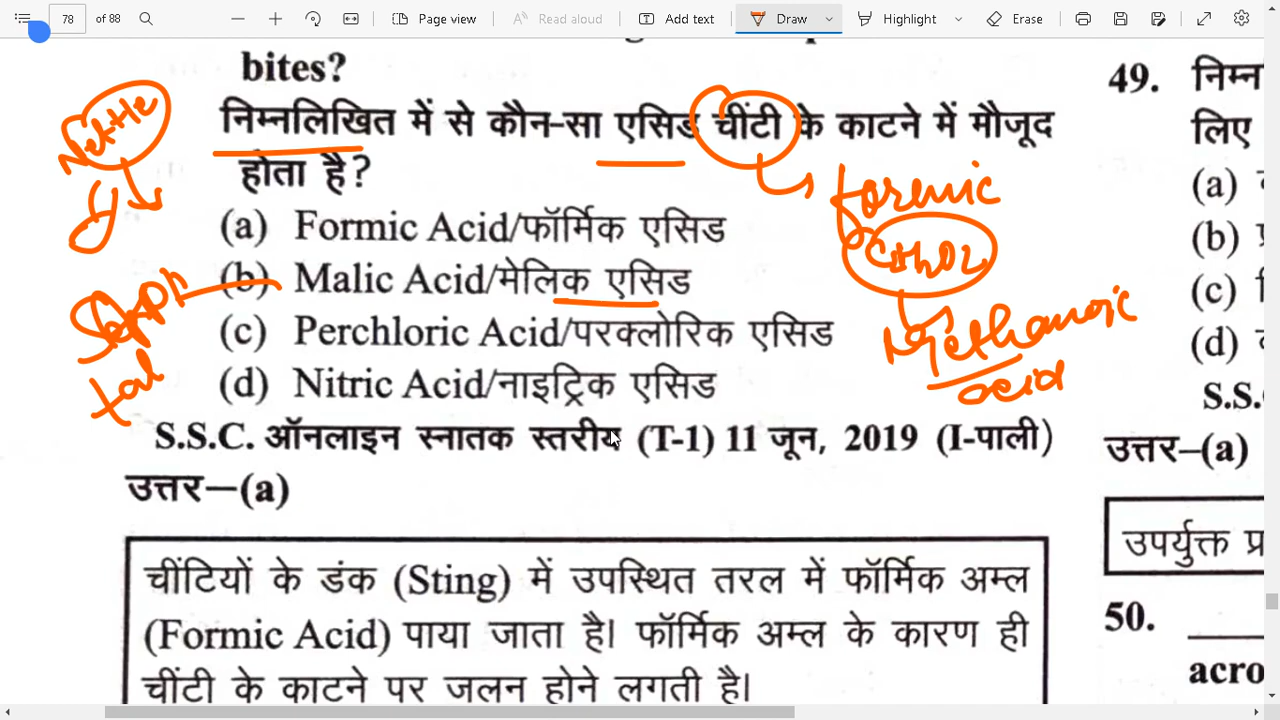 78 of 88 Page view Read aloud Add text Draw Highlight Erase
bites?
निम्नलिखित में से कौन-सा एसिड चींटी के काटने में मौजूद
होता है?
(a) Formic Acid/फॉर्मिक एसिड
(b) Malic Acid/मेलिक एसिड
(c) Perchloric Acid/परक्लोरिक एसिड
(d) Nitric Acid/नाइट्रिक एसिड
S.S.C. ऑनलाइन स्नातक स्तरीय (T-1) 11 जून, 2019 (I-पाली)
उत्तर–(a)
चींटियों के डंक (Sting) में उपस्थित तरल में फॉर्मिक अम्ल
(Formic Acid) पाया जाता है। फॉर्मिक अम्ल के कारण ही
चींटी के काटने पर जलन होने लगती है।
Nettle
formic
CH2O2
Methanoic
acid
49. निम्न
लिए
(a)
(b)
(c)
(d)
S.S.
उत्तर–(a)
उपर्युक्त प्र
50.
acro